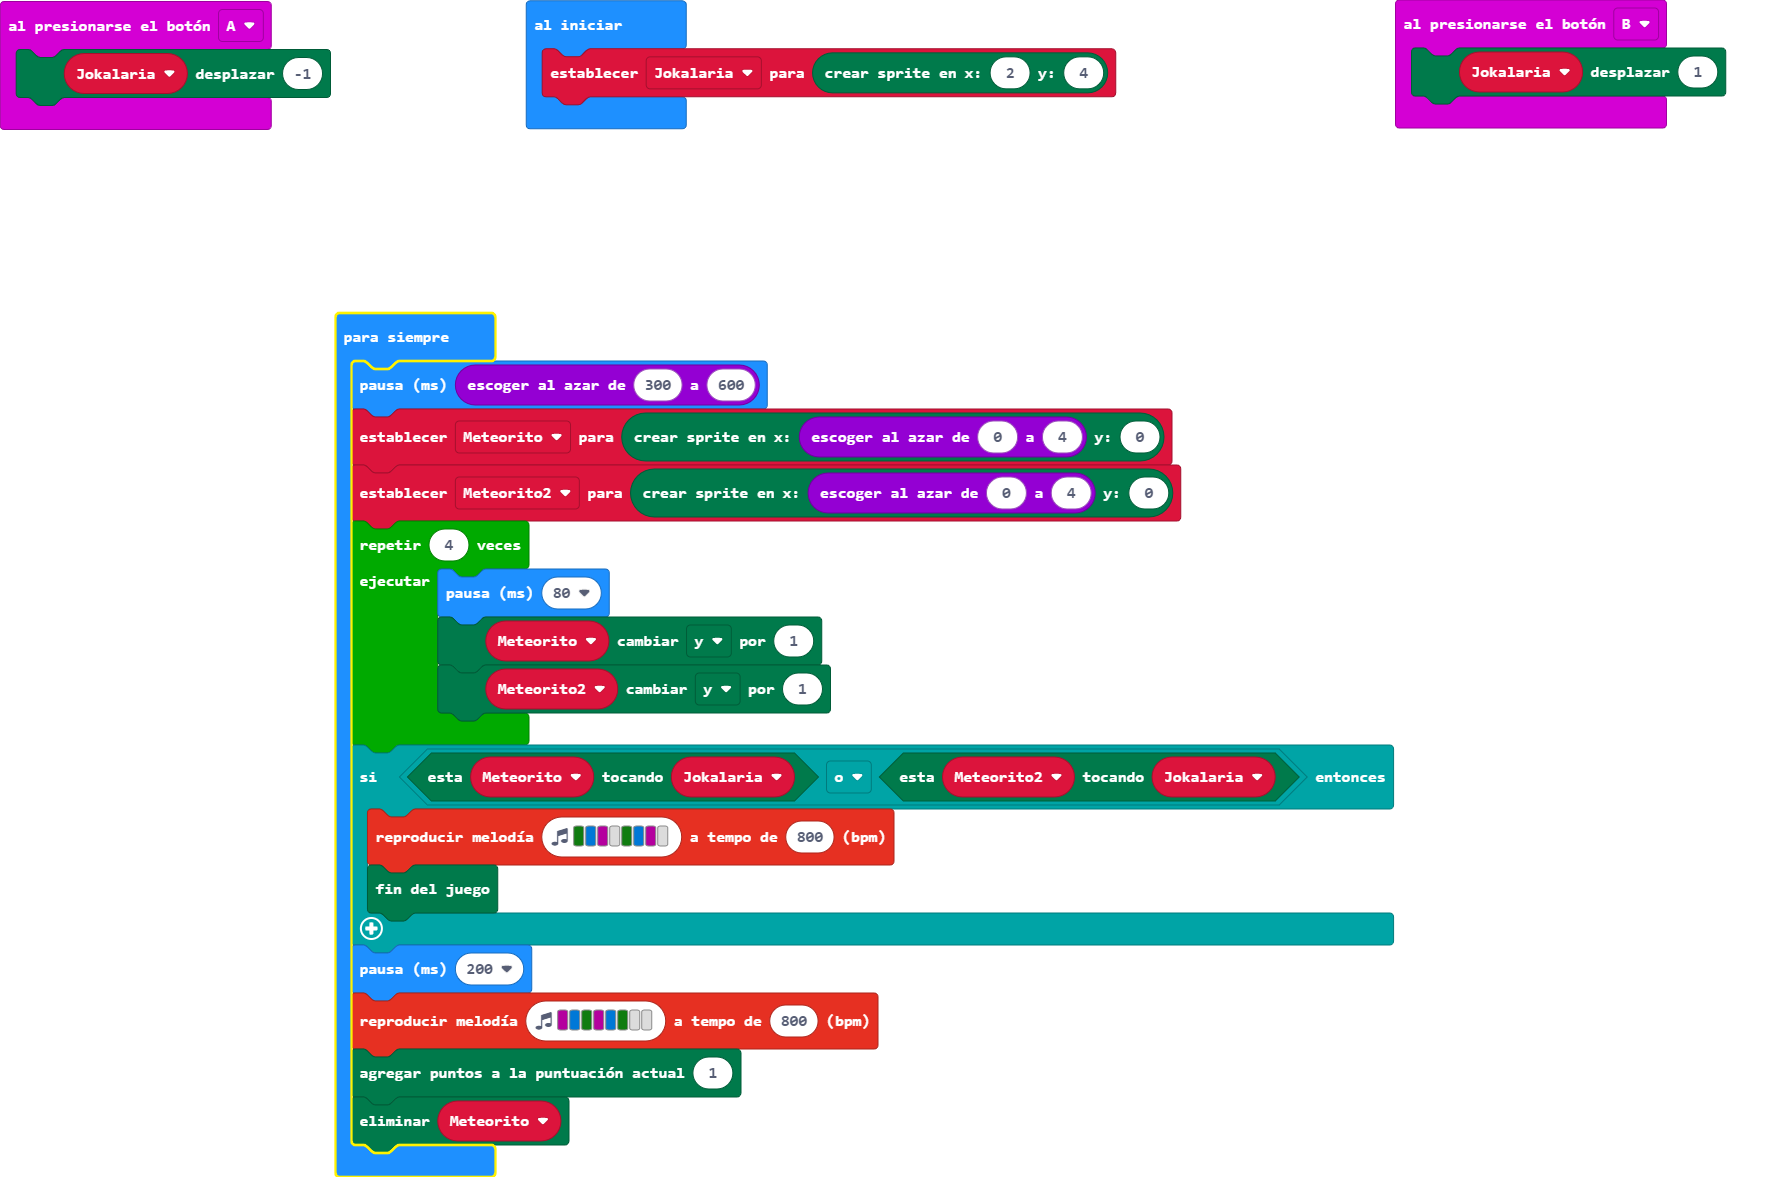 al presionarse el botón A
Jokalaria desplazar -1
al iniciar
establecer Jokalaria para crear sprite en x: 2 y: 4
al presionarse el botón B
Jokalaria desplazar 1
para siempre
pausa (ms) escoger al azar de 300 a 600
establecer Meteorito para crear sprite en x: escoger al azar de 0 a 4 y: 0
establecer Meteorito2 para crear sprite en x: escoger al azar de 0 a 4 y: 0
repetir 4 veces
ejecutar
pausa (ms) 80
Meteorito cambiar y por 1
Meteorito2 cambiar y por 1
si esta Meteorito tocando Jokalaria o esta Meteorito2 tocando Jokalaria entonces
reproducir melodía a tempo de 800 (bpm)
fin del juego
pausa (ms) 200
reproducir melodía a tempo de 800 (bpm)
agregar puntos a la puntuación actual 1
eliminar Meteorito